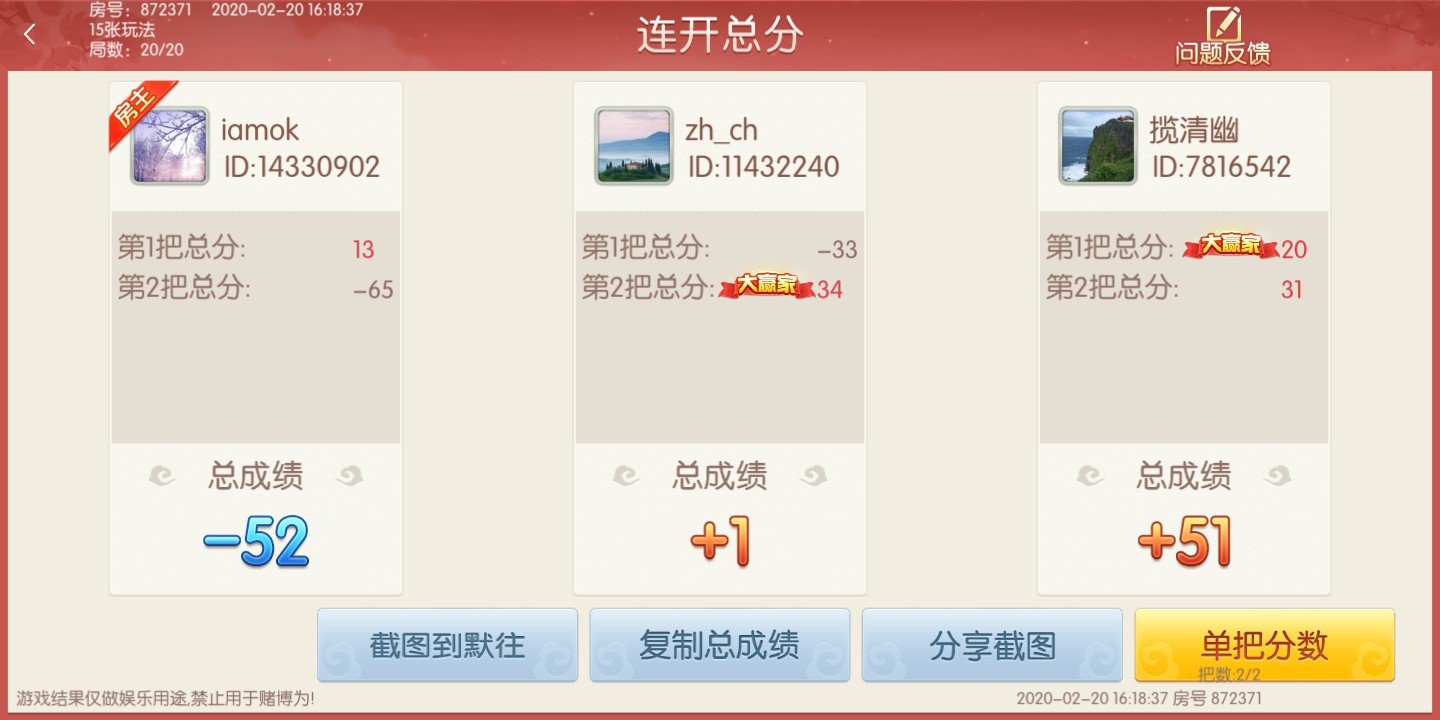 房号：872371 2020-02-20 16:18:37
15张玩法
局数：20/20
连开总分
问题反馈
房主
iamok
ID:14330902
第1把总分: 13
第2把总分: -65
总成绩
-52
zh_ch
ID:11432240
第1把总分: -33
第2把总分: 大赢家 34
总成绩
+1
揽清幽
ID:7816542
第1把总分: 大赢家 20
第2把总分: 31
总成绩
+51
截图到默往
复制总成绩
分享截图
单把分数
把数:2/2
游戏结果仅做娱乐用途,禁止用于赌博为!
2020-02-20 16:18:37 房号 872371